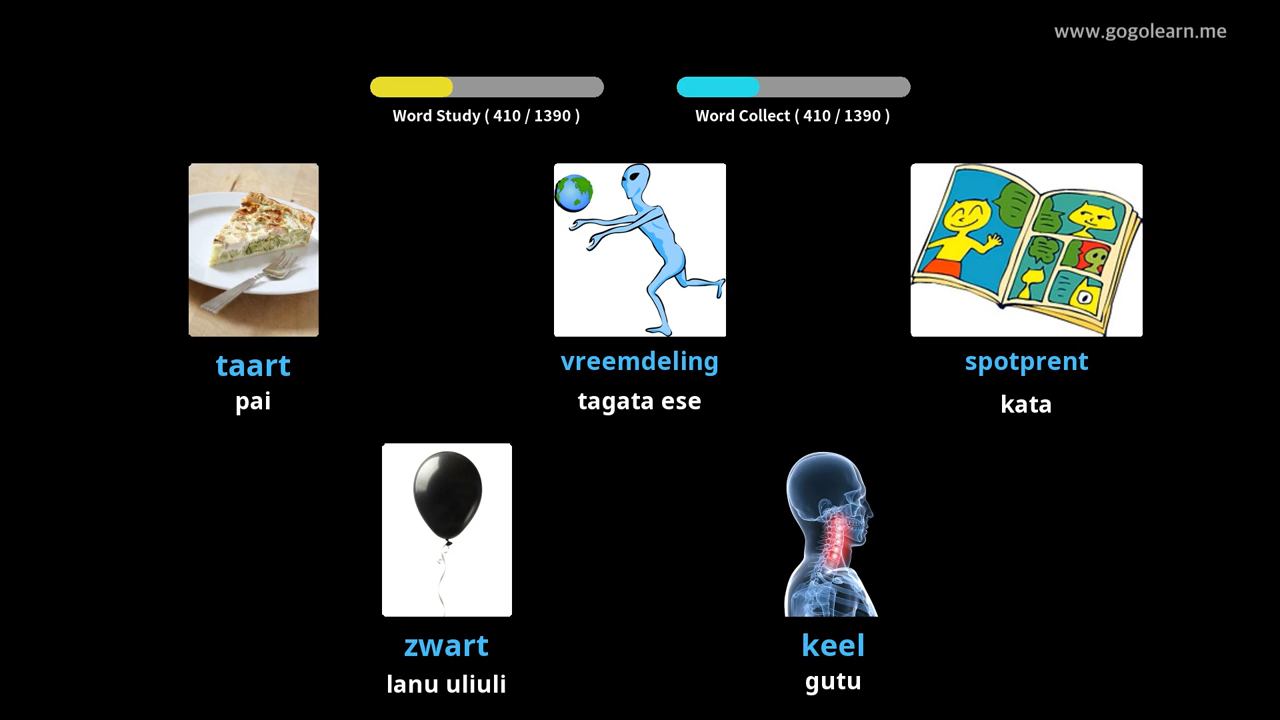 www.gogolearn.me
Word Study ( 410 / 1390 )
Word Collect ( 410 / 1390 )
taart
pai
vreemdeling
tagata ese
spotprent
kata
zwart
lanu uliuli
keel
gutu